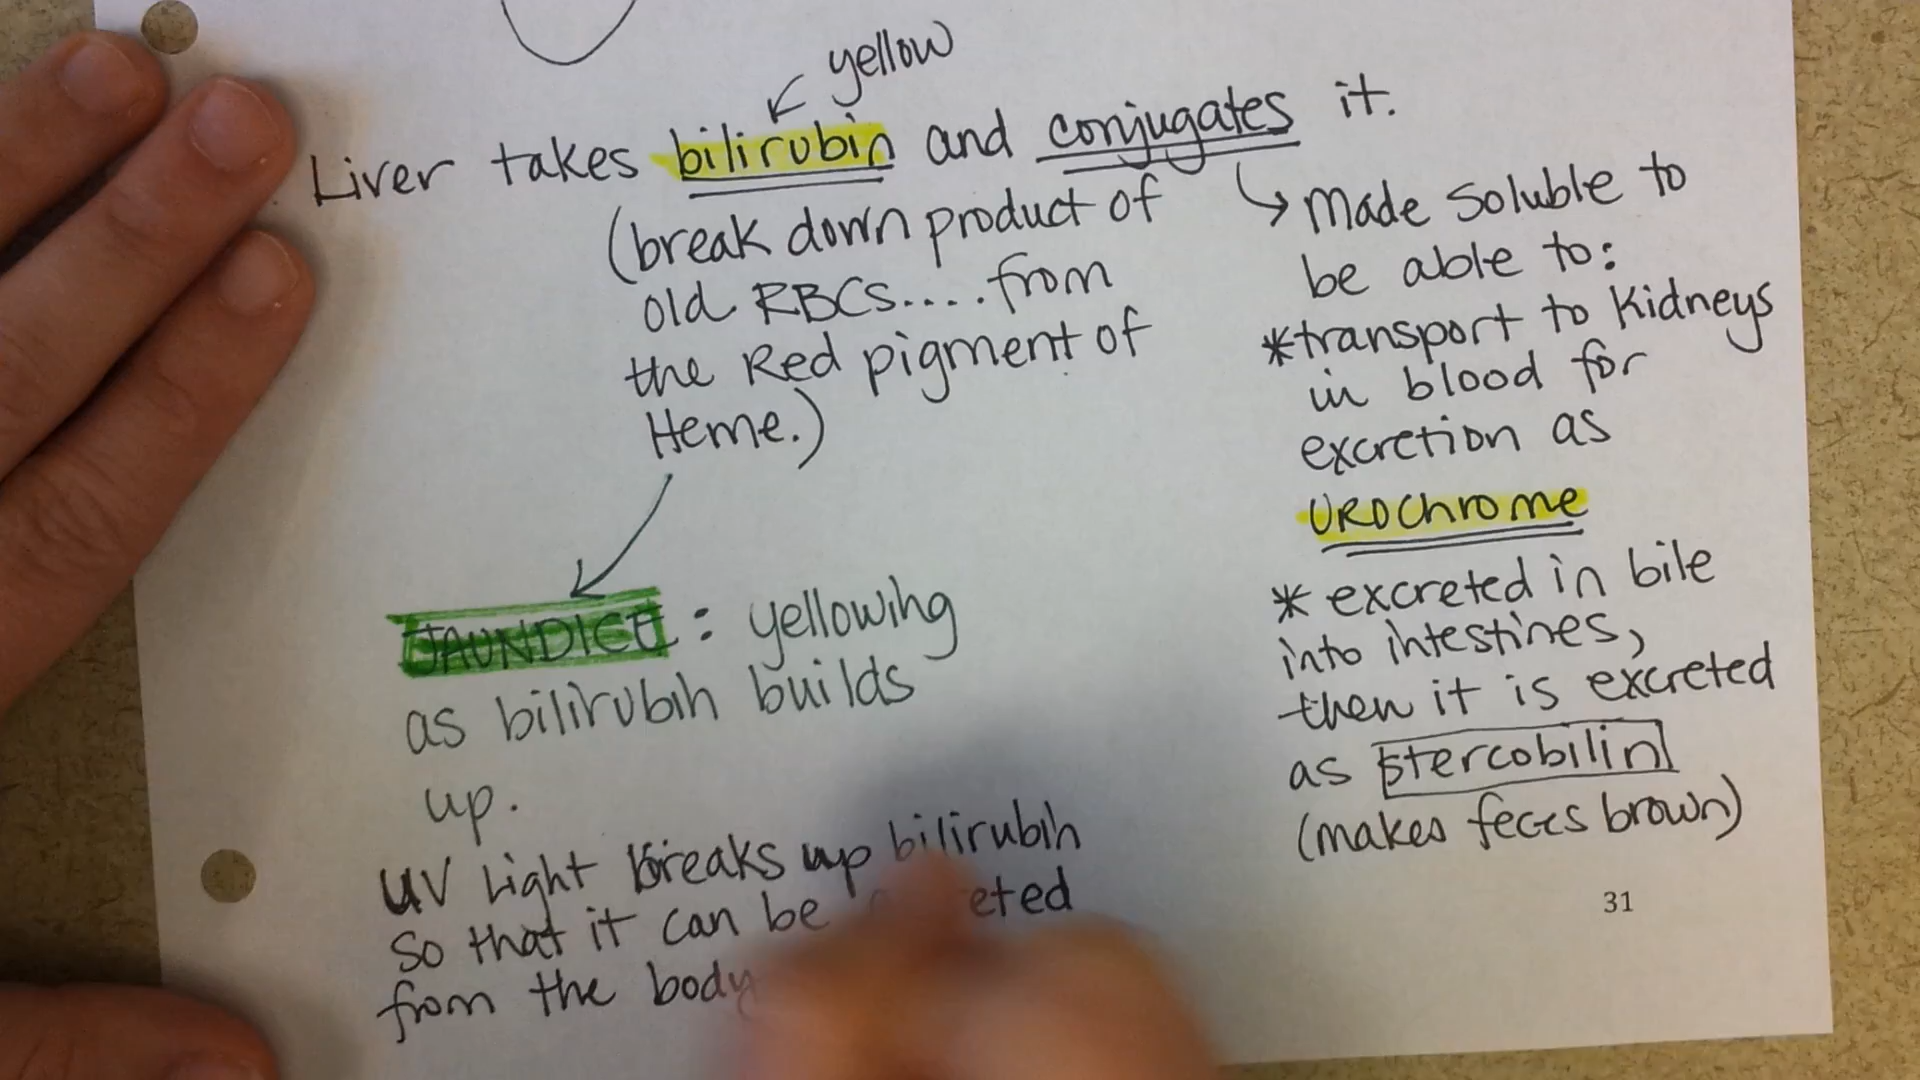 yellow
Liver takes bilirubin and conjugates it.
(break down product of
old RBCs....from
the Red pigment of
Heme.)
JAUNDICE: yellowing
as bilirubin builds
up.
UV Light breaks up bilirubin
so that it can be
from the body
→ made soluble to
be able to:
*transport to kidneys
in blood for
excretion as
UROchrome
* excreted in bile
into intestines,
then it is excreted
as stercobilin
(makes feces brown)
31